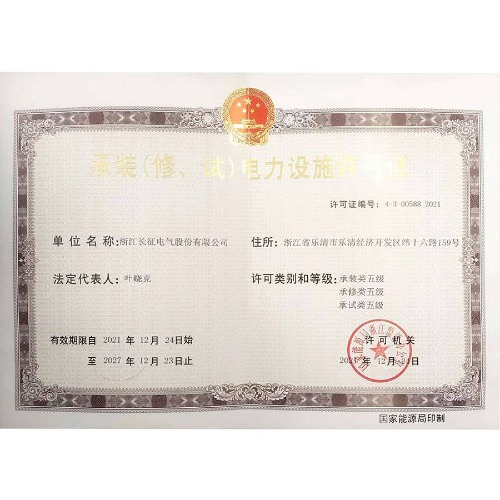 承装(修、试)电力设施许可证
许可证编号: 4-3-00588-2021
单位名称:浙江长征电气股份有限公司
住所: 浙江省乐清市乐清经济开发区纬十六路159号
法定代表人: 叶晓克
许可类别和等级: 承装类五级
承修类五级
承试类五级
有效期限自 2021 年 12 月 24日始
至 2027 年 12 月 23日止
许可机关
2021 年 12 月 24 日
国家能源局印制